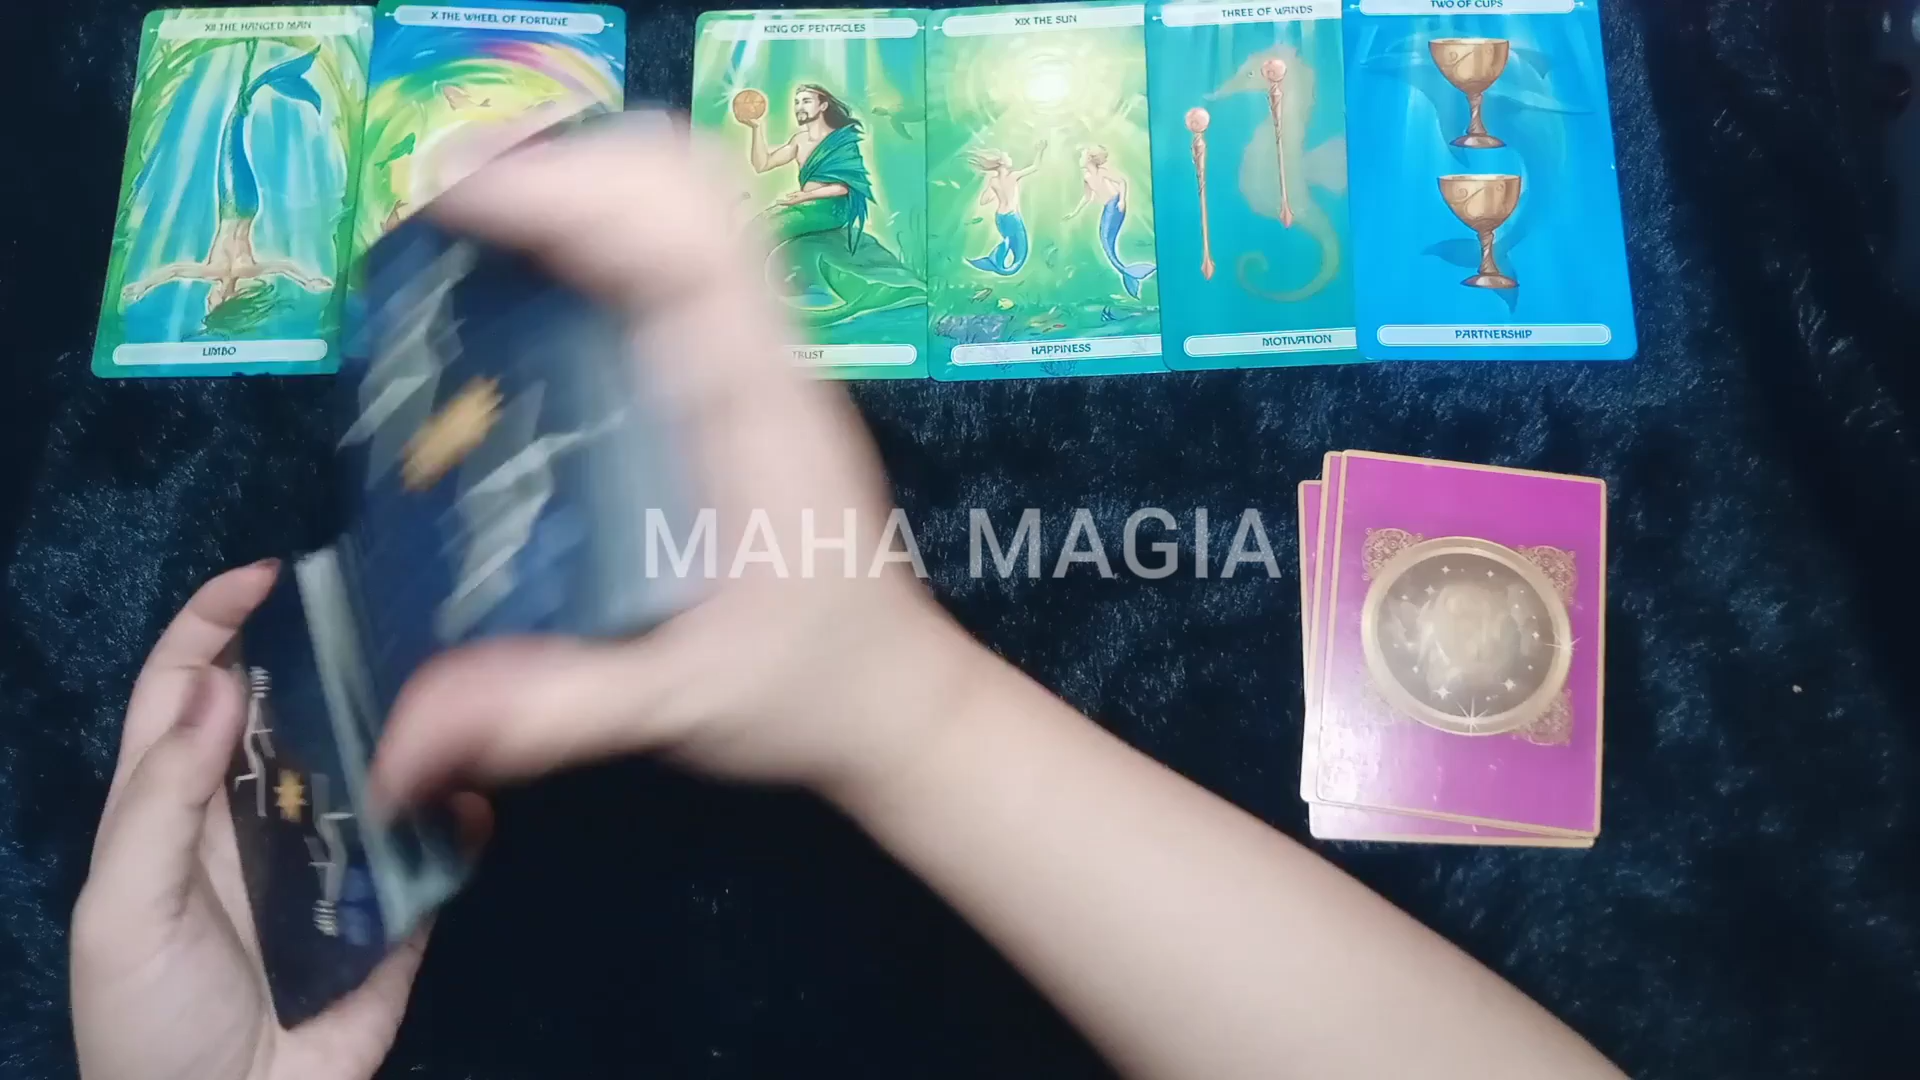 XII THE HANGED MAN
X THE WHEEL OF FORTUNE
KING OF PENTACLES
XIX THE SUN
THREE OF WANDS
TWO OF CUPS
LIMBO
TRUST
HAPPINESS
MOTIVATION
PARTNERSHIP
MAHA MAGIA